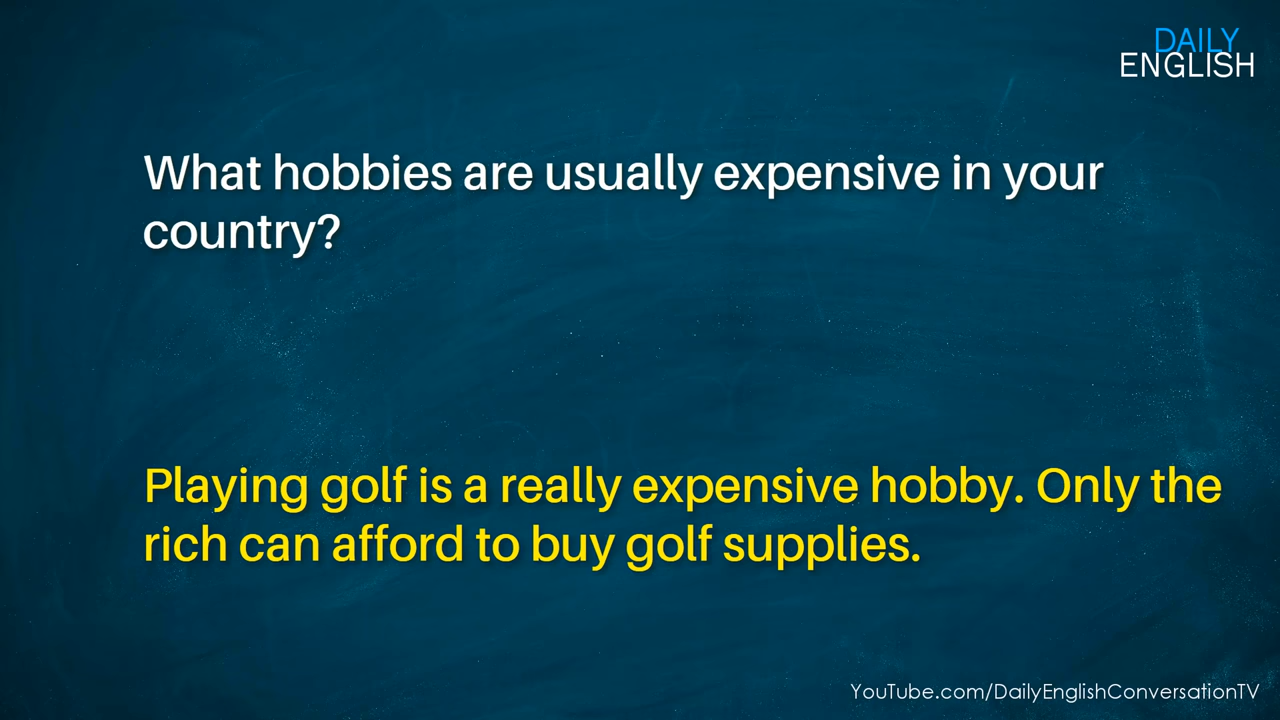 DAILY
ENGLISH
What hobbies are usually expensive in your
country?
Playing golf is a really expensive hobby. Only the
rich can afford to buy golf supplies.
YouTube.com/DailyEnglishConversationTV